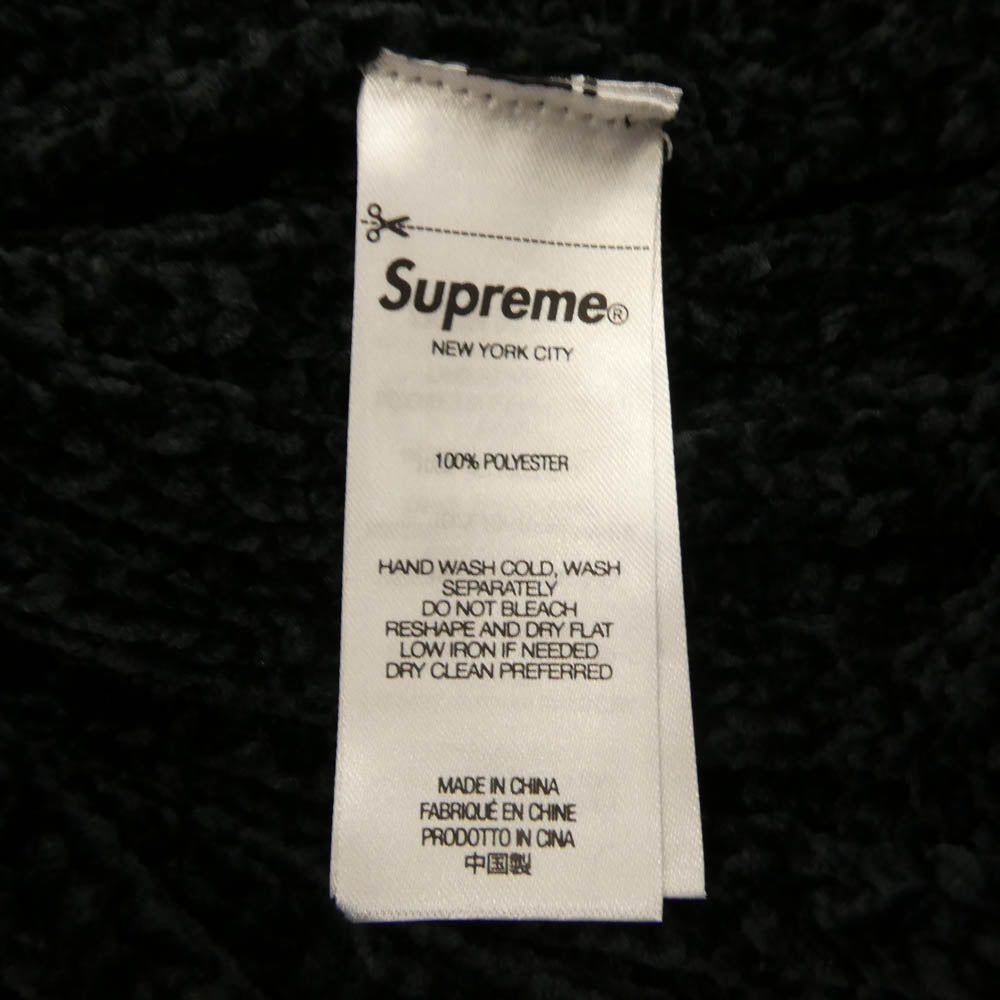 Supreme®
NEW YORK CITY
100% POLYESTER
HAND WASH COLD, WASH
SEPARATELY
DO NOT BLEACH
RESHAPE AND DRY FLAT
LOW IRON IF NEEDED
DRY CLEAN PREFERRED
MADE IN CHINA
FABRIQUÉ EN CHINE
PRODOTTO IN CINA
中国製